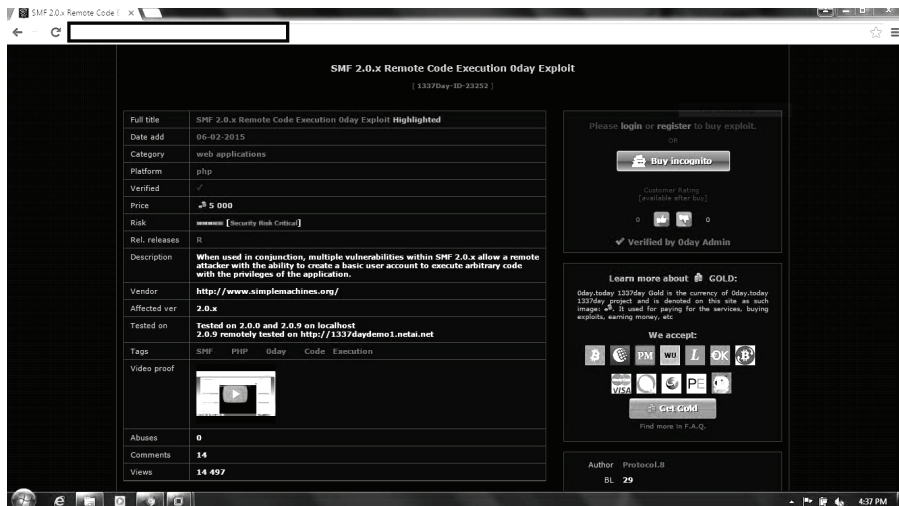 SMF 2.0.x Remote Code E
SMF 2.0.x Remote Code Execution 0day Exploit
[ 1337Day-ID-23252 ]
Full title SMF 2.0.x Remote Code Execution 0day Exploit Highlighted
Date add 06-02-2015
Category web applications
Platform php
Verified ✓
Price 5 000
Risk [Security Risk Critical]
Rel. releases R
Description When used in conjunction, multiple vulnerabilities within SMF 2.0.x allow a remote
attacker with the ability to create a basic user account to execute arbitrary code
with the privileges of the application.
Vendor http://www.simplemachines.org/
Affected ver 2.0.x
Tested on Tested on 2.0.0 and 2.0.9 on localhost
2.0.9 remotely tested on http://1337daydemo1.netai.net
Tags SMF PHP 0day Code Execution
Video proof
Abuses 0
Comments 14
Views 14 497
Please login or register to buy exploit.
OR
Buy incognito
Customer Rating
[available after buy]
0 0
✔ Verified by 0day Admin
Learn more about GOLD:
0day.today 1337day Gold is the currency of 0day.today
1337day project and is denoted on this site as such
image: . It used for paying for the services, buying
exploits, earning money, etc
We accept:
PM WU L OK
VISA PE
Get Gold
Find more in F.A.Q.
Author Protocol.8
BL 29
4:37 PM